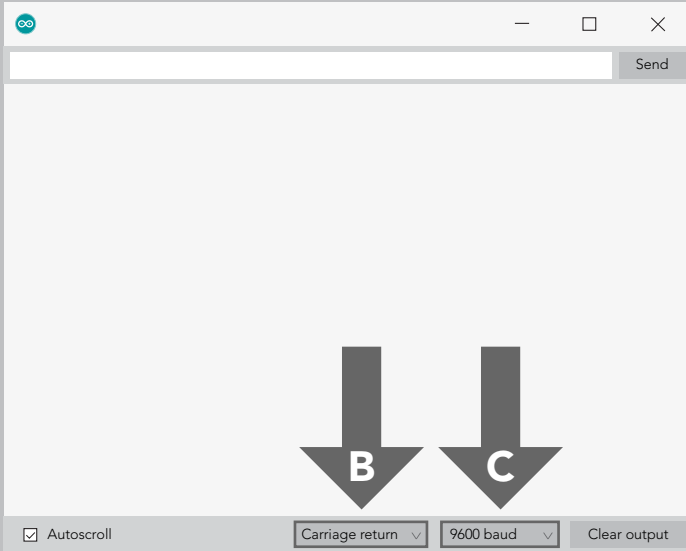 Send
B
C
Autoscroll
Carriage return
9600 baud
Clear output